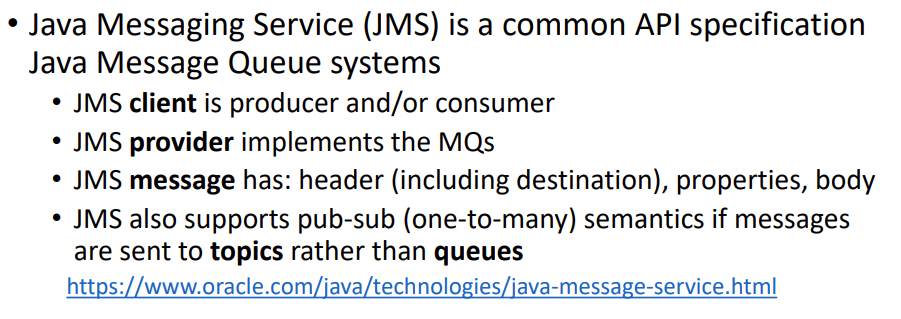 • Java Messaging Service (JMS) is a common API specification
Java Message Queue systems
• JMS client is producer and/or consumer
• JMS provider implements the MQs
• JMS message has: header (including destination), properties, body
• JMS also supports pub-sub (one-to-many) semantics if messages
are sent to topics rather than queues
https://www.oracle.com/java/technologies/java-message-service.html